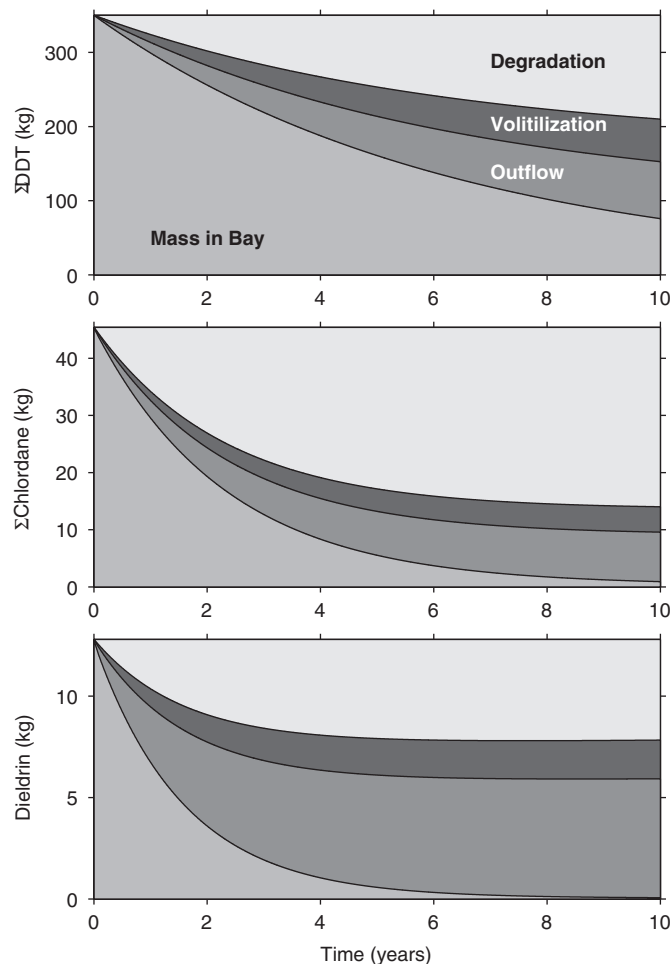 ΣDDT (kg)
300
200
100
0
Degradation
Volitilization
Outflow
Mass in Bay
0 2 4 6 8 10
ΣChlordane (kg)
40
30
20
10
0
0 2 4 6 8 10
Dieldrin (kg)
10
5
0
0 2 4 6 8 10
Time (years)